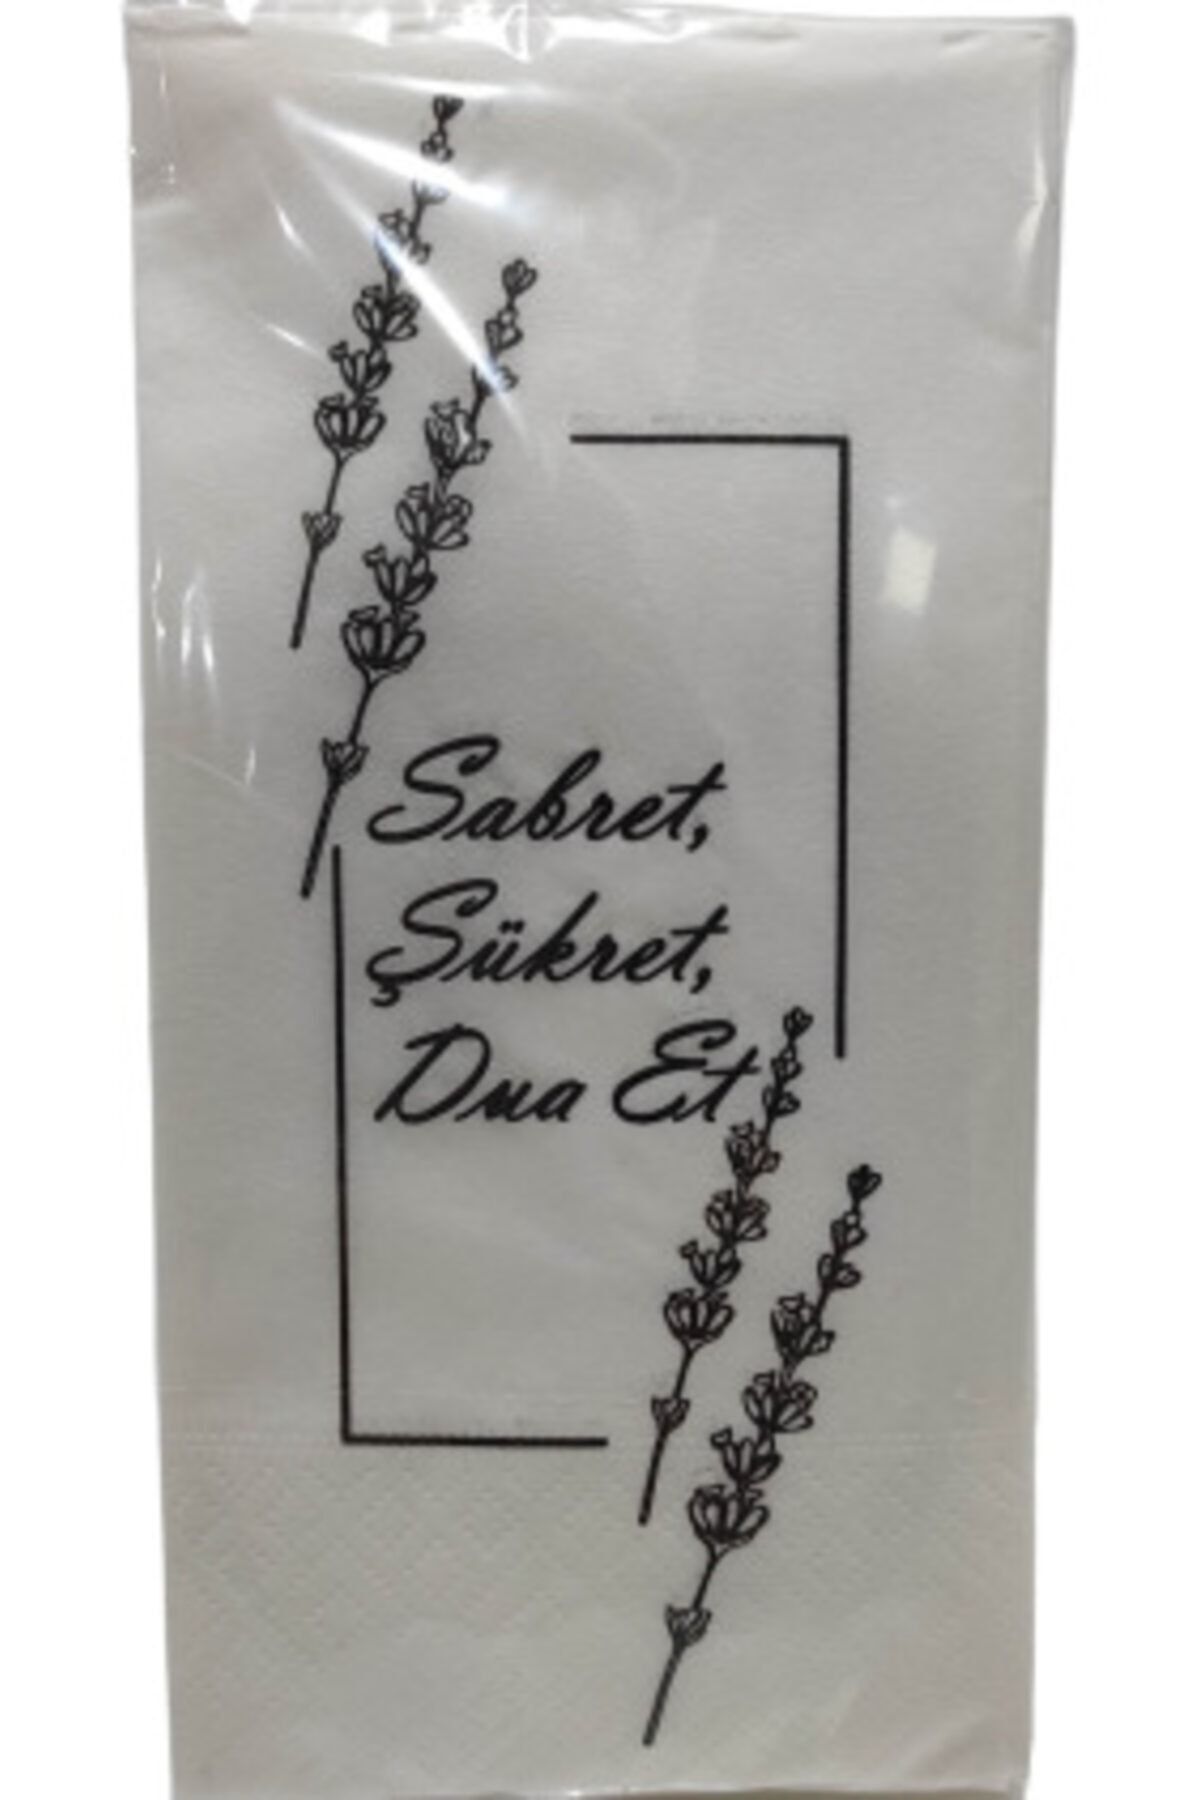 Sabret,
Şükret,
Dua Et